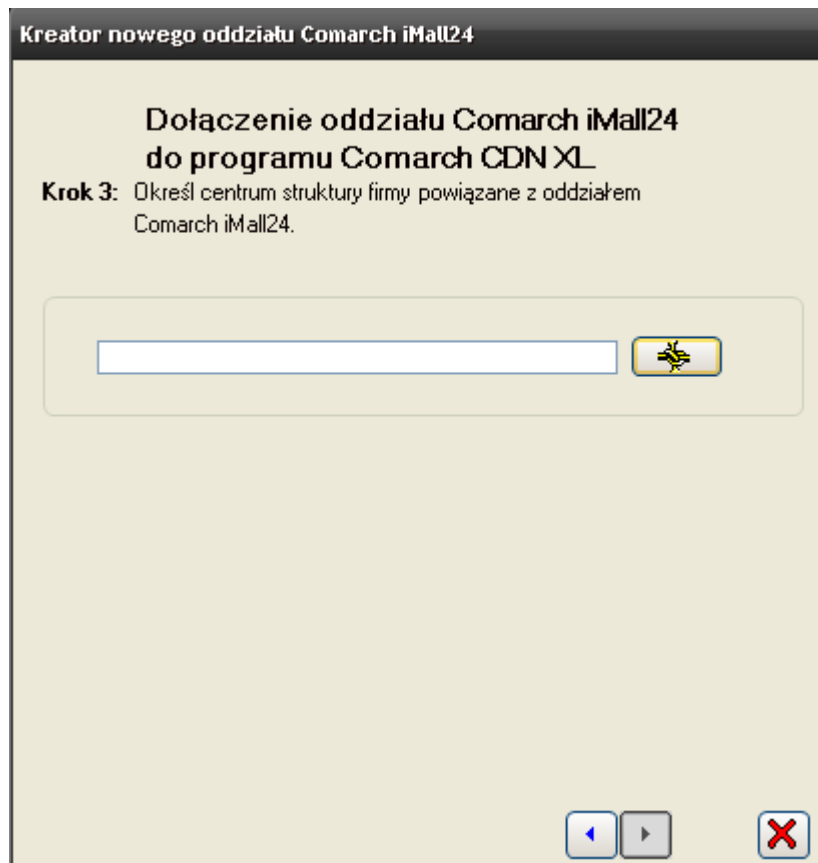 Kreator nowego oddziału Comarch iMall24
Dołączenie oddziału Comarch iMall24
do programu Comarch CDN XL
Krok 3: Określ centrum struktury firmy powiązane z oddziałem
Comarch iMall24.